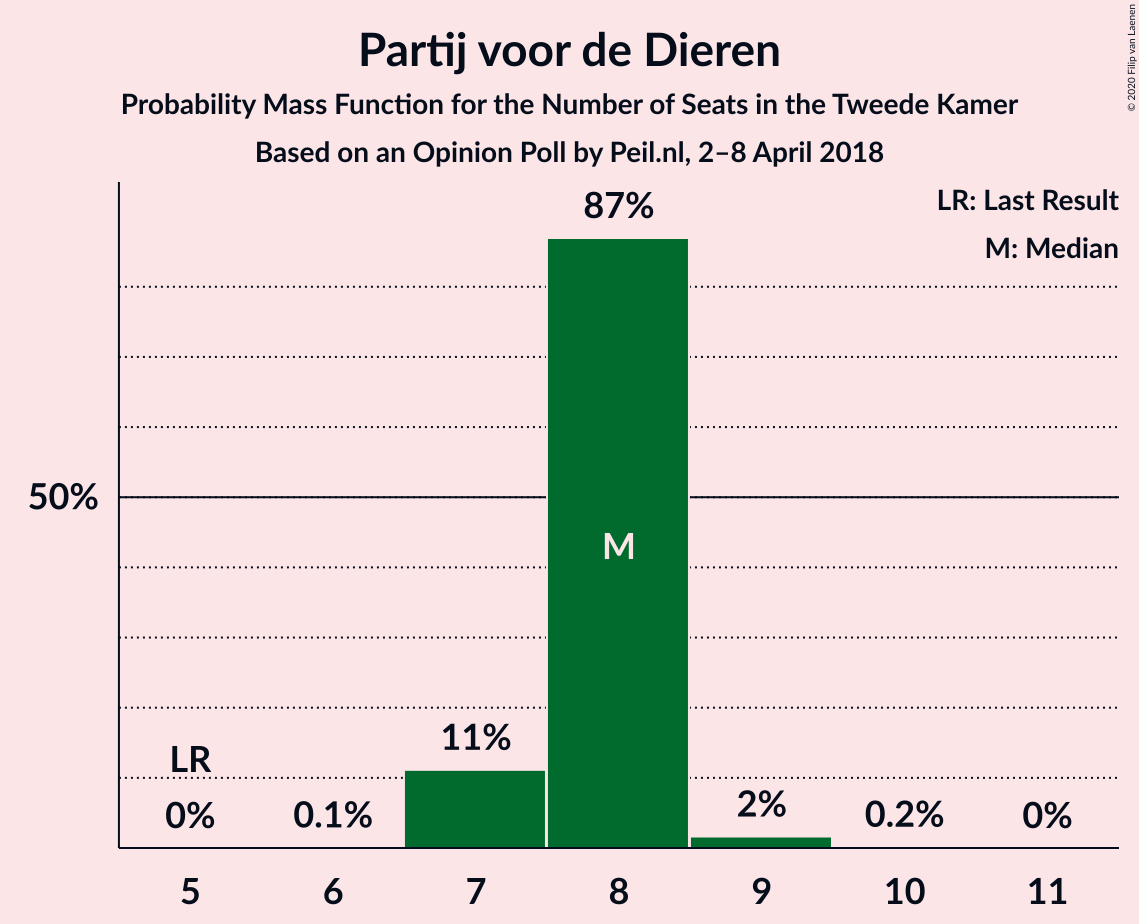 Partij voor de Dieren
Probability Mass Function for the Number of Seats in the Tweede Kamer
Based on an Opinion Poll by Peil.nl, 2–8 April 2018
© 2020 Filip van Laenen
LR: Last Result
M: Median
87%
50%
M
11%
LR
0%
0.1%
2%
0.2%
0%
5 6 7 8 9 10 11